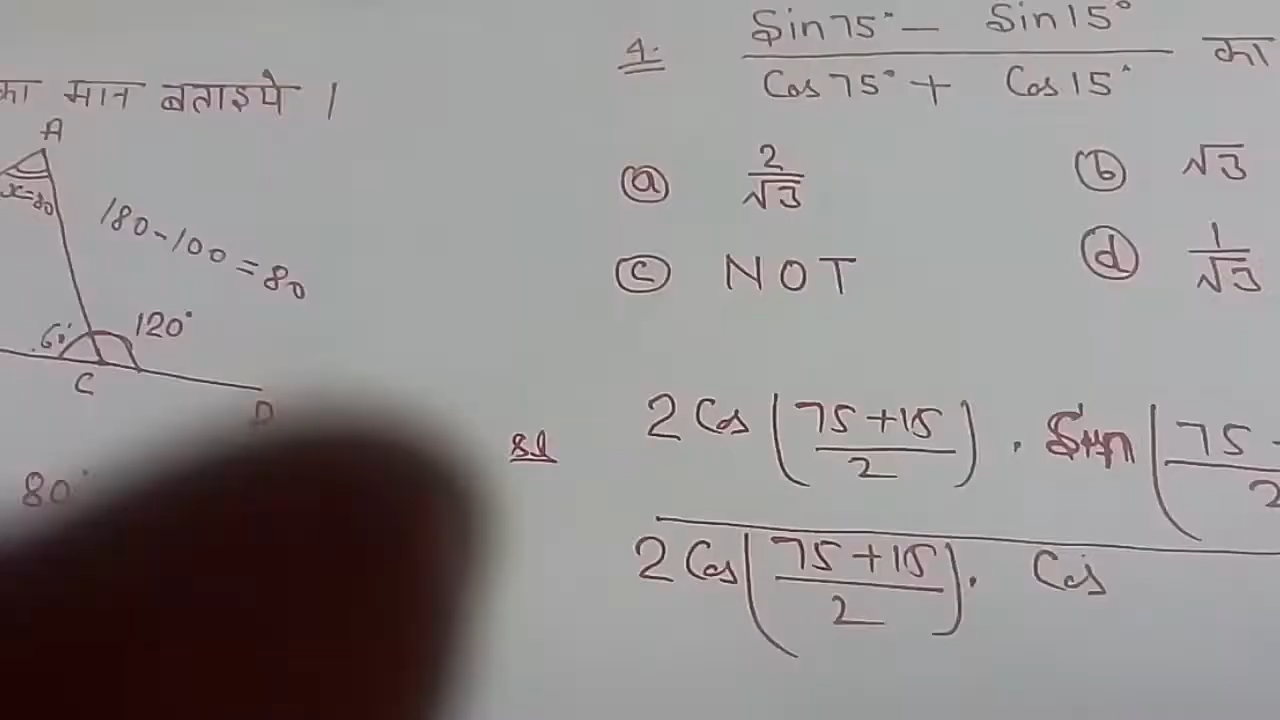 का मान बताइये ।
A
x=80
180-100=80
60°
120°
C
D
80°
4. Sin75° - Sin15°
Cos75° + Cos15°
का
(a) 2/√3
(b) √3
(c) NOT
(d) 1/√3
Sol
2 Cos (75+15/2) . Sin (75-/2
2 Cos (75+15/2) . Cos